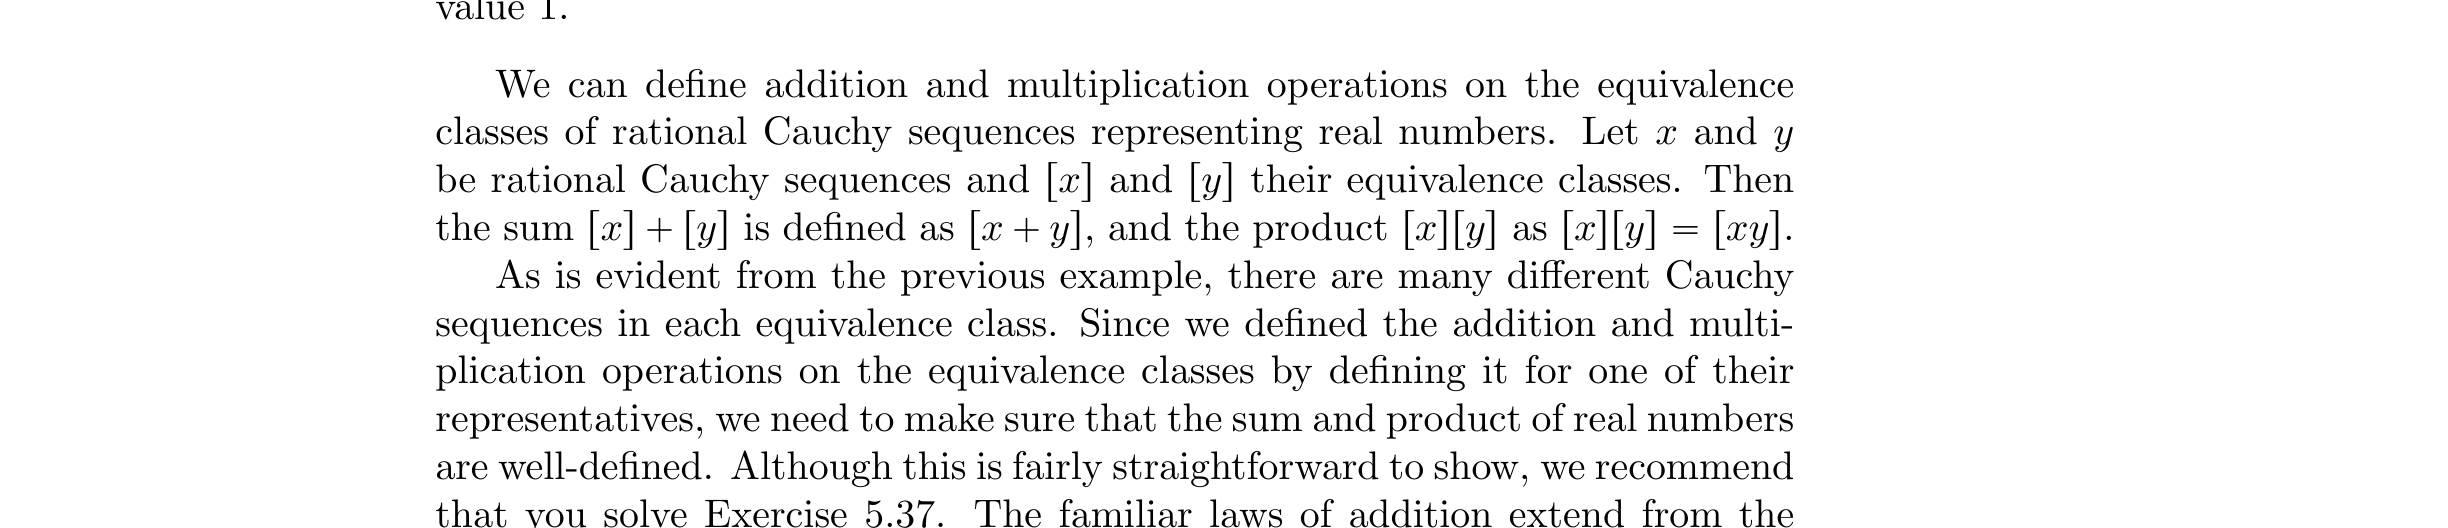 value 1.
We can define addition and multiplication operations on the equivalence
classes of rational Cauchy sequences representing real numbers. Let x and y
be rational Cauchy sequences and [x] and [y] their equivalence classes. Then
the sum [x] + [y] is defined as [x + y], and the product [x][y] as [x][y] = [xy].
As is evident from the previous example, there are many different Cauchy
sequences in each equivalence class. Since we defined the addition and multi-
plication operations on the equivalence classes by defining it for one of their
representatives, we need to make sure that the sum and product of real numbers
are well-defined. Although this is fairly straightforward to show, we recommend
that you solve Exercise 5.37. The familiar laws of addition extend from the